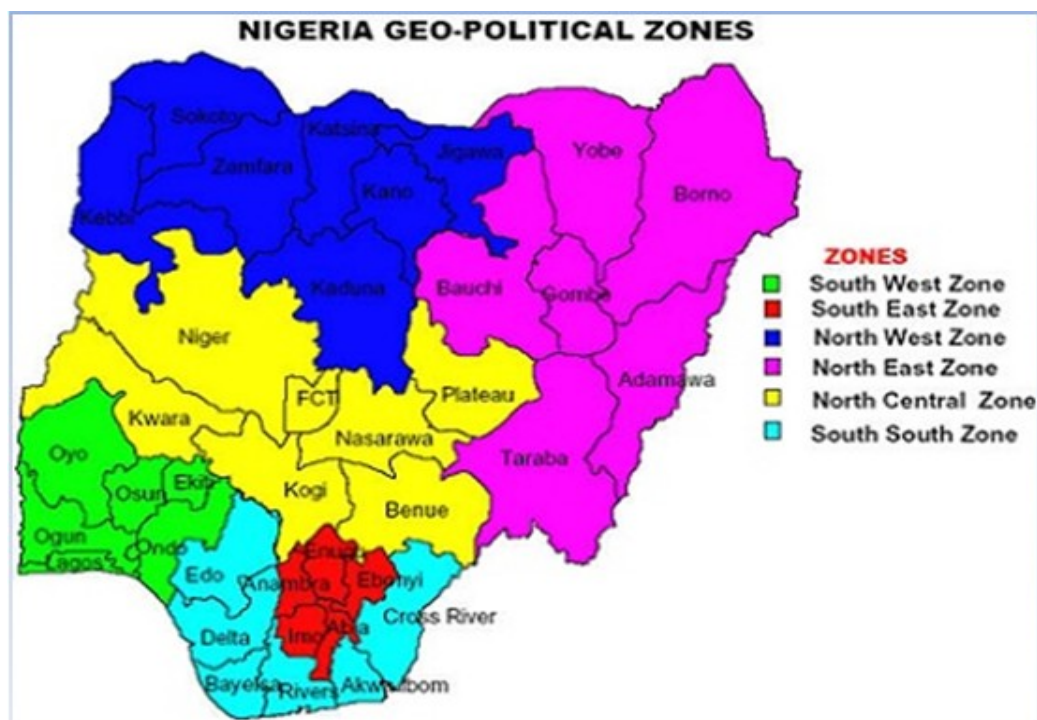 NIGERIA GEO-POLITICAL ZONES
Sokoto
Katsina
Jigawa
Yobe
Zamfara
Kano
Borno
Kebbi
Kaduna
Bauchi
Gombe
Niger
Adamawa
FCT
Plateau
Kwara
Nasarawa
Oyo
Taraba
Osun
Ekiti
Kogi
Benue
Ogun
Ondo
Lagos
Enugu
Edo
Anambra
Ebonyi
Cross River
Delta
Imo
Abia
Bayelsa
Rivers
Akwa Ibom
ZONES
South West Zone
South East Zone
North West Zone
North East Zone
North Central Zone
South South Zone